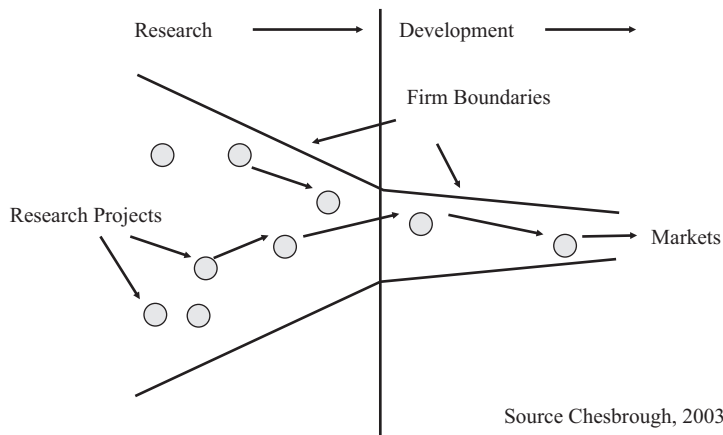 Research
Development
Firm Boundaries
Research Projects
Markets
Source Chesbrough, 2003